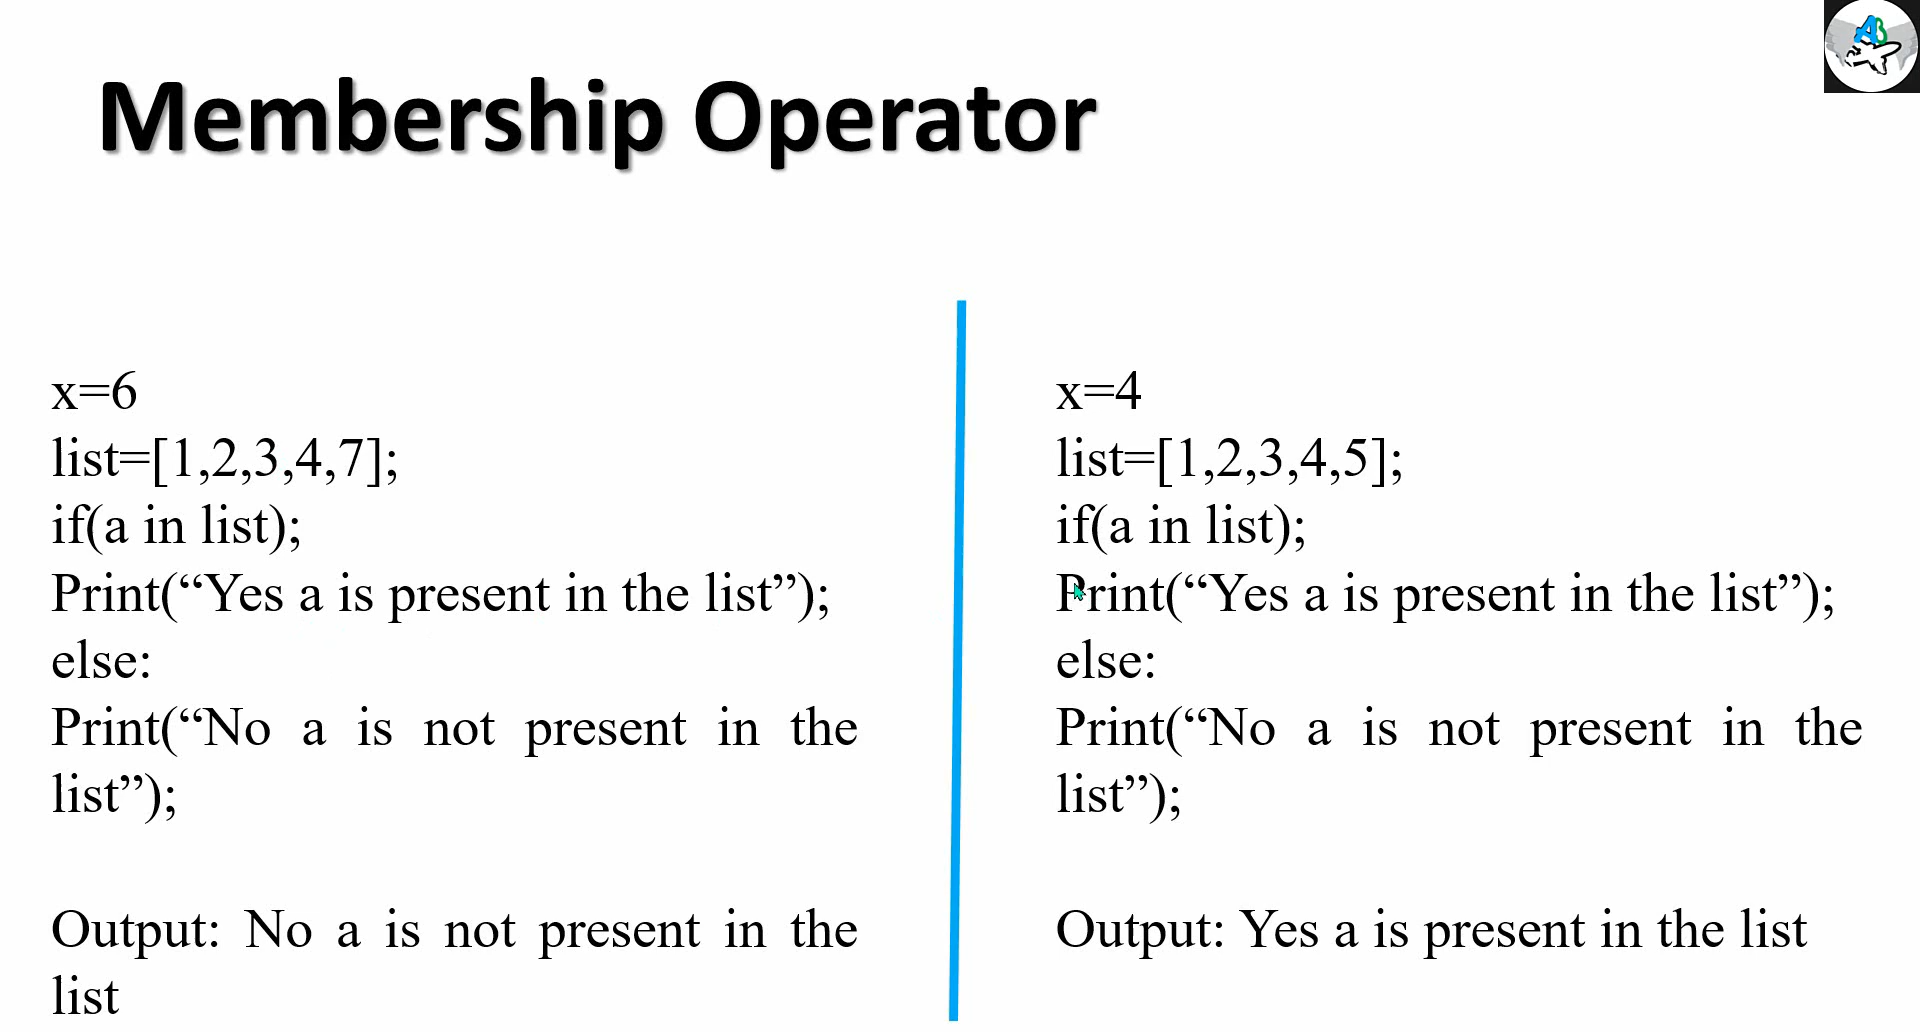 AB
Membership Operator
x=6
list=[1,2,3,4,7];
if(a in list);
Print(“Yes a is present in the list”);
else:
Print(“No a is not present in the
list”);
Output: No a is not present in the
list
x=4
list=[1,2,3,4,5];
if(a in list);
Print(“Yes a is present in the list”);
else:
Print(“No a is not present in the
list”);
Output: Yes a is present in the list